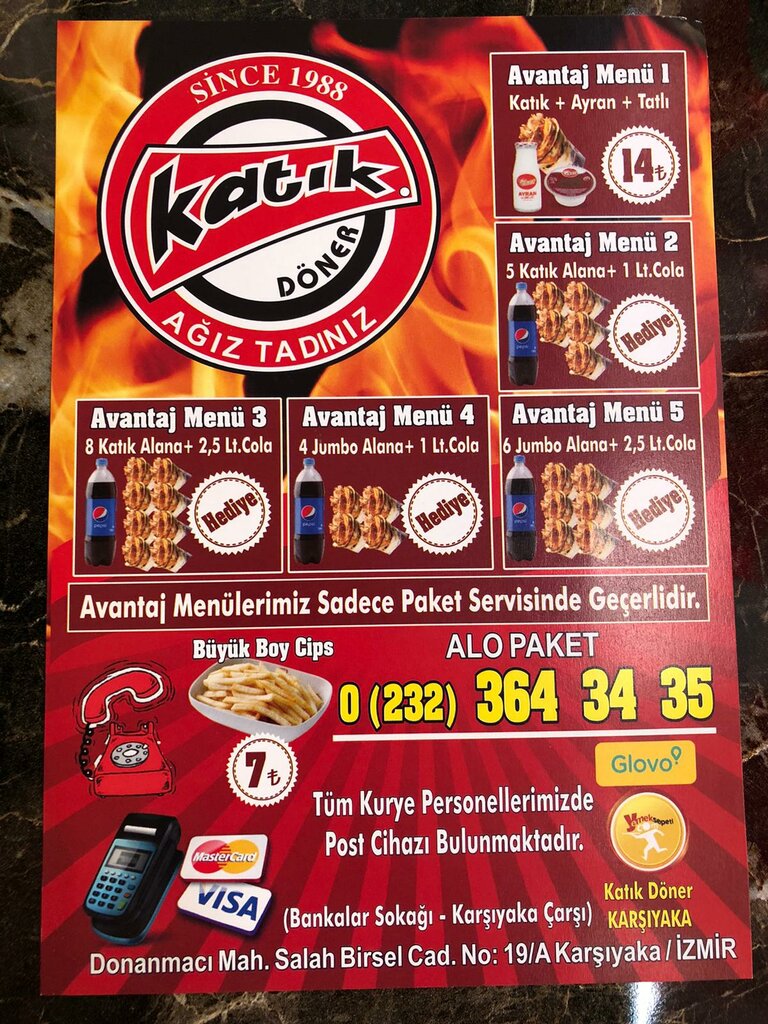 SİNCE 1988
Katık
DÖNER
AĞIZ TADINIZ
Avantaj Menü 1
Katık + Ayran + Tatlı
AYRAN
14₺
Avantaj Menü 2
5 Katık Alana+ 1 Lt.Cola
pepsi
Hediye
Avantaj Menü 3
8 Katık Alana+ 2,5 Lt.Cola
pepsi
Hediye
Avantaj Menü 4
4 Jumbo Alana+ 1 Lt.Cola
pepsi
Hediye
Avantaj Menü 5
6 Jumbo Alana+ 2,5 Lt.Cola
pepsi
Hediye
Avantaj Menülerimiz Sadece Paket Servisinde Geçerlidir.
Büyük Boy Cips
7₺
ALO PAKET
0 (232) 364 34 35
Glovo
Tüm Kurye Personellerimizde
Post Cihazı Bulunmaktadır.
Yemeksepeti
MasterCard
VISA
Katık Döner
KARŞIYAKA
(Bankalar Sokağı - Karşıyaka Çarşı)
Donanmacı Mah. Salah Birsel Cad. No: 19/A Karşıyaka / İZMİR